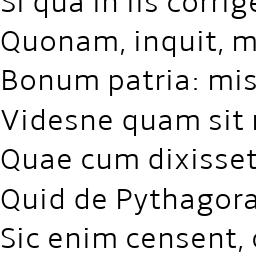 Si qua in iis corrige
Quonam, inquit, m
Bonum patria: mis
Videsne quam sit
Quae cum dixisset
Quid de Pythagora
Sic enim censent,